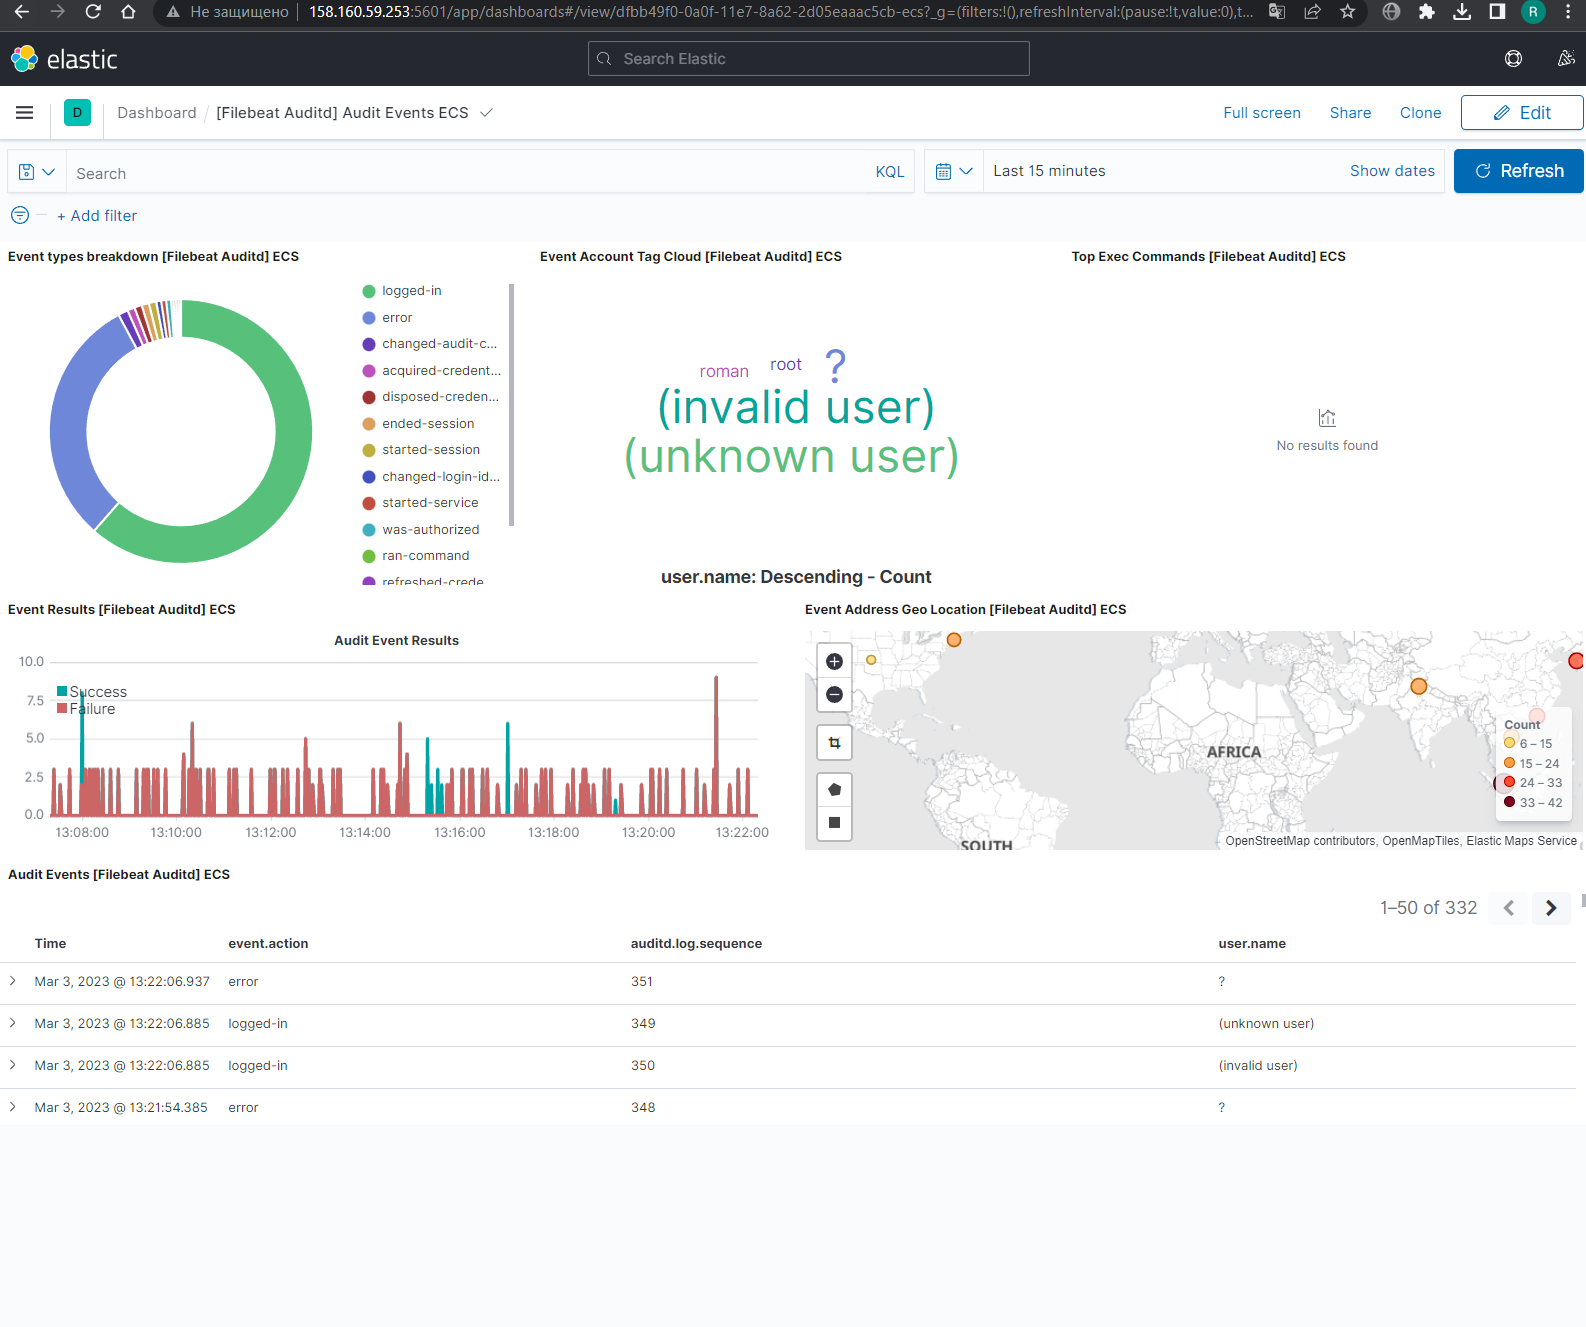 Не защищено
158.160.59.253:5601/app/dashboards#/view/dfbb49f0-0a0f-11e7-8a62-2d05eaaac5cb-ecs?_g=(filters:!(),refreshInterval:(pause:!t,value:0),t...
R
elastic
Search Elastic
D
Dashboard / [Filebeat Auditd] Audit Events ECS
Full screen
Share
Clone
Edit
Search
KQL
Last 15 minutes
Show dates
Refresh
+ Add filter
Event types breakdown [Filebeat Auditd] ECS
logged-in
error
changed-audit-c...
acquired-credent...
disposed-creden...
ended-session
started-session
changed-login-id...
started-service
was-authorized
ran-command
refreshed-crede
Event Account Tag Cloud [Filebeat Auditd] ECS
roman root ?
(invalid user)
(unknown user)
user.name: Descending - Count
Top Exec Commands [Filebeat Auditd] ECS
No results found
Event Results [Filebeat Auditd] ECS
Audit Event Results
10.0
7.5
5.0
2.5
0.0
Success
Failure
13:08:00 13:10:00 13:12:00 13:14:00 13:16:00 13:18:00 13:20:00 13:22:00
Event Address Geo Location [Filebeat Auditd] ECS
AFRICA
SOUTH
Count
6 – 15
15 – 24
24 – 33
33 – 42
OpenStreetMap contributors, OpenMapTiles, Elastic Maps Service
Audit Events [Filebeat Auditd] ECS
1–50 of 332
Time event.action auditd.log.sequence user.name
Mar 3, 2023 @ 13:22:06.937 error 351 ?
Mar 3, 2023 @ 13:22:06.885 logged-in 349 (unknown user)
Mar 3, 2023 @ 13:22:06.885 logged-in 350 (invalid user)
Mar 3, 2023 @ 13:21:54.385 error 348 ?